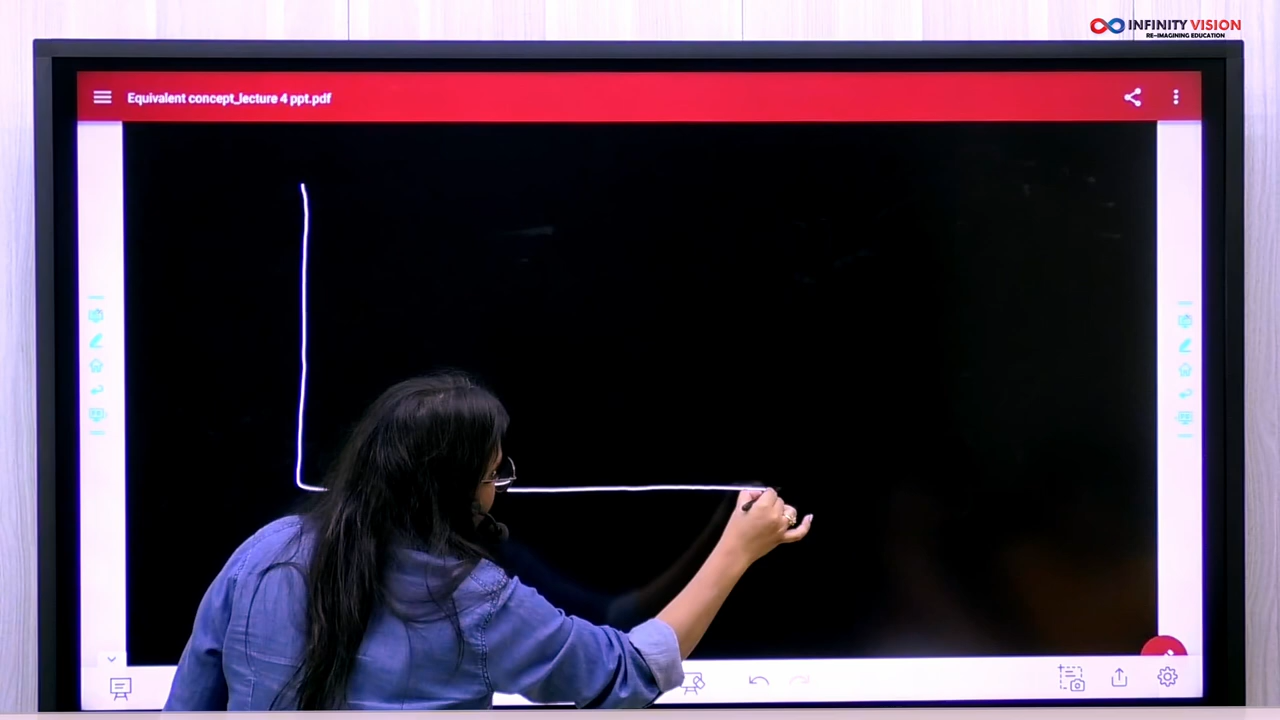 INFINITY VISION
RE-IMAGINING EDUCATION
Equivalent concept_lecture 4 ppt.pdf